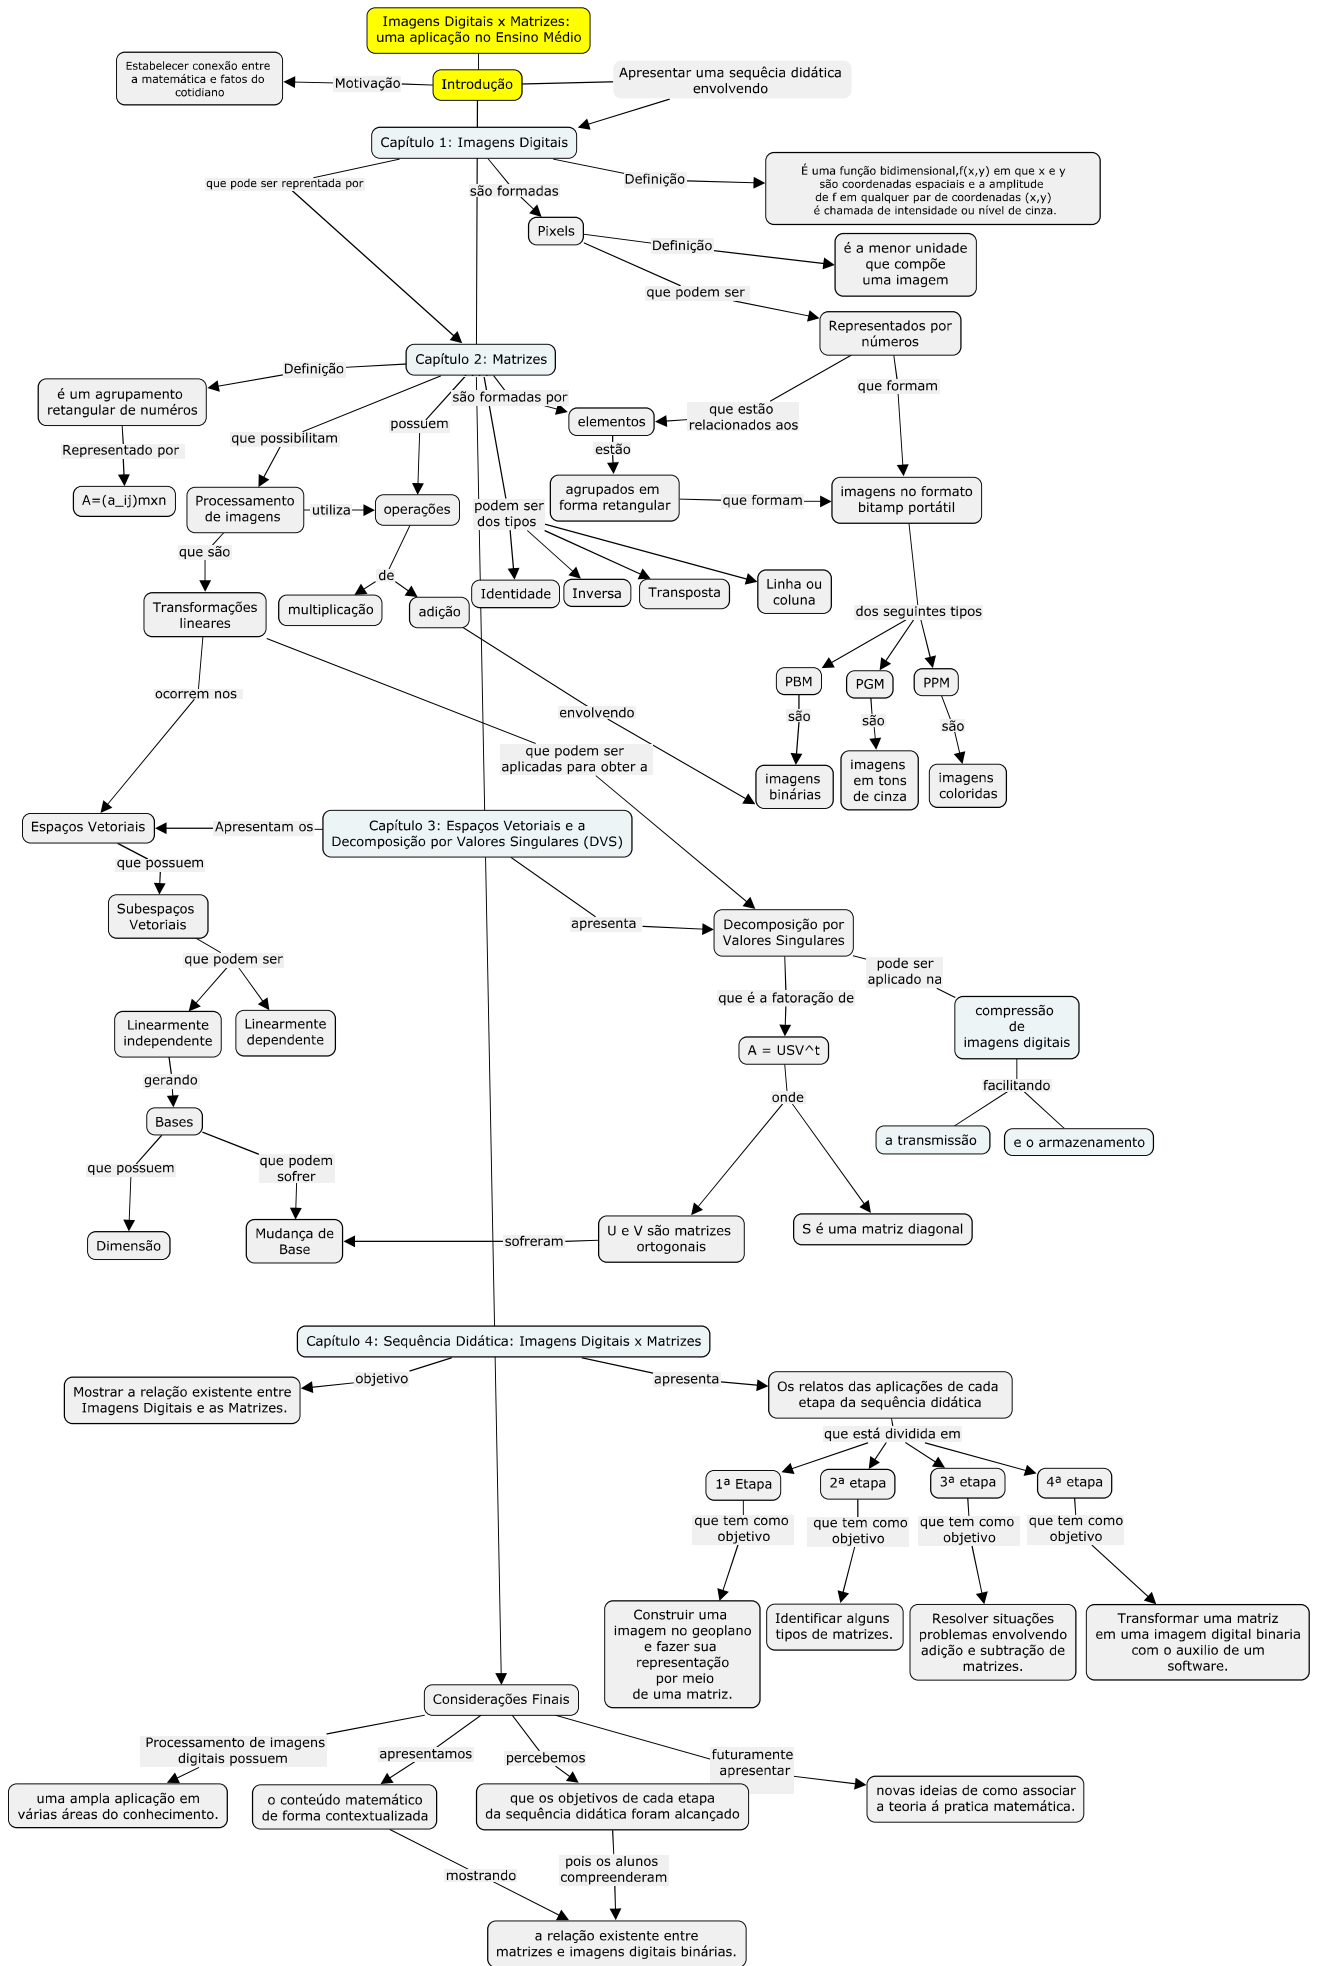 Imagens Digitais x Matrizes:
uma aplicação no Ensino Médio
Estabelecer conexão entre
a matemática e fatos do
cotidiano
Motivação
Introdução
Apresentar uma sequêcia didática
envolvendo
Capítulo 1: Imagens Digitais
que pode ser reprentada por
são formadas
Definição
É uma função bidimensional,f(x,y) em que x e y
são coordenadas espaciais e a amplitude
de f em qualquer par de coordenadas (x,y)
é chamada de intensidade ou nível de cinza.
Pixels
Definição
é a menor unidade
que compõe
uma imagem
que podem ser
Representados por
números
Capítulo 2: Matrizes
Definição
é um agrupamento
retangular de numéros
Representado por
A=(a_ij)mxn
que possibilitam
possuem
são formadas por
elementos
que estão
relacionados aos
que formam
estão
agrupados em
forma retangular
que formam
imagens no formato
bitamp portátil
Processamento
de imagens
utiliza
operações
podem ser
dos tipos
que são
Transformações
lineares
de
multiplicação
adição
Identidade
Inversa
Transposta
Linha ou
coluna
dos seguintes tipos
PBM
PGM
PPM
são
são
são
imagens
binárias
imagens
em tons
de cinza
imagens
coloridas
ocorrem nos
envolvendo
que podem ser
aplicadas para obter a
Espaços Vetoriais
Apresentam os
Capítulo 3: Espaços Vetoriais e a
Decomposição por Valores Singulares (DVS)
que possuem
Subespaços
Vetoriais
apresenta
Decomposição por
Valores Singulares
que podem ser
pode ser
aplicado na
Linearmente
independente
Linearmente
dependente
que é a fatoração de
compressão
de
imagens digitais
A = USV^t
gerando
onde
facilitando
Bases
a transmissão
e o armazenamento
que possuem
que podem
sofrer
Dimensão
Mudança de
Base
sofreram
U e V são matrizes
ortogonais
S é uma matriz diagonal
Capítulo 4: Sequência Didática: Imagens Digitais x Matrizes
objetivo
Mostrar a relação existente entre
Imagens Digitais e as Matrizes.
apresenta
Os relatos das aplicações de cada
etapa da sequência didática
que está dividida em
1ª Etapa
2ª etapa
3ª etapa
4ª etapa
que tem como
objetivo
que tem como
objetivo
que tem como
objetivo
que tem como
objetivo
Construir uma
imagem no geoplano
e fazer sua
representação
por meio
de uma matriz.
Identificar alguns
tipos de matrizes.
Resolver situações
problemas envolvendo
adição e subtração de
matrizes.
Transformar uma matriz
em uma imagem digital binaria
com o auxilio de um
software.
Considerações Finais
Processamento de imagens
digitais possuem
apresentamos
percebemos
futuramente
apresentar
uma ampla aplicação em
várias áreas do conhecimento.
o conteúdo matemático
de forma contextualizada
que os objetivos de cada etapa
da sequência didática foram alcançado
novas ideias de como associar
a teoria á pratica matemática.
mostrando
pois os alunos
compreenderam
a relação existente entre
matrizes e imagens digitais binárias.